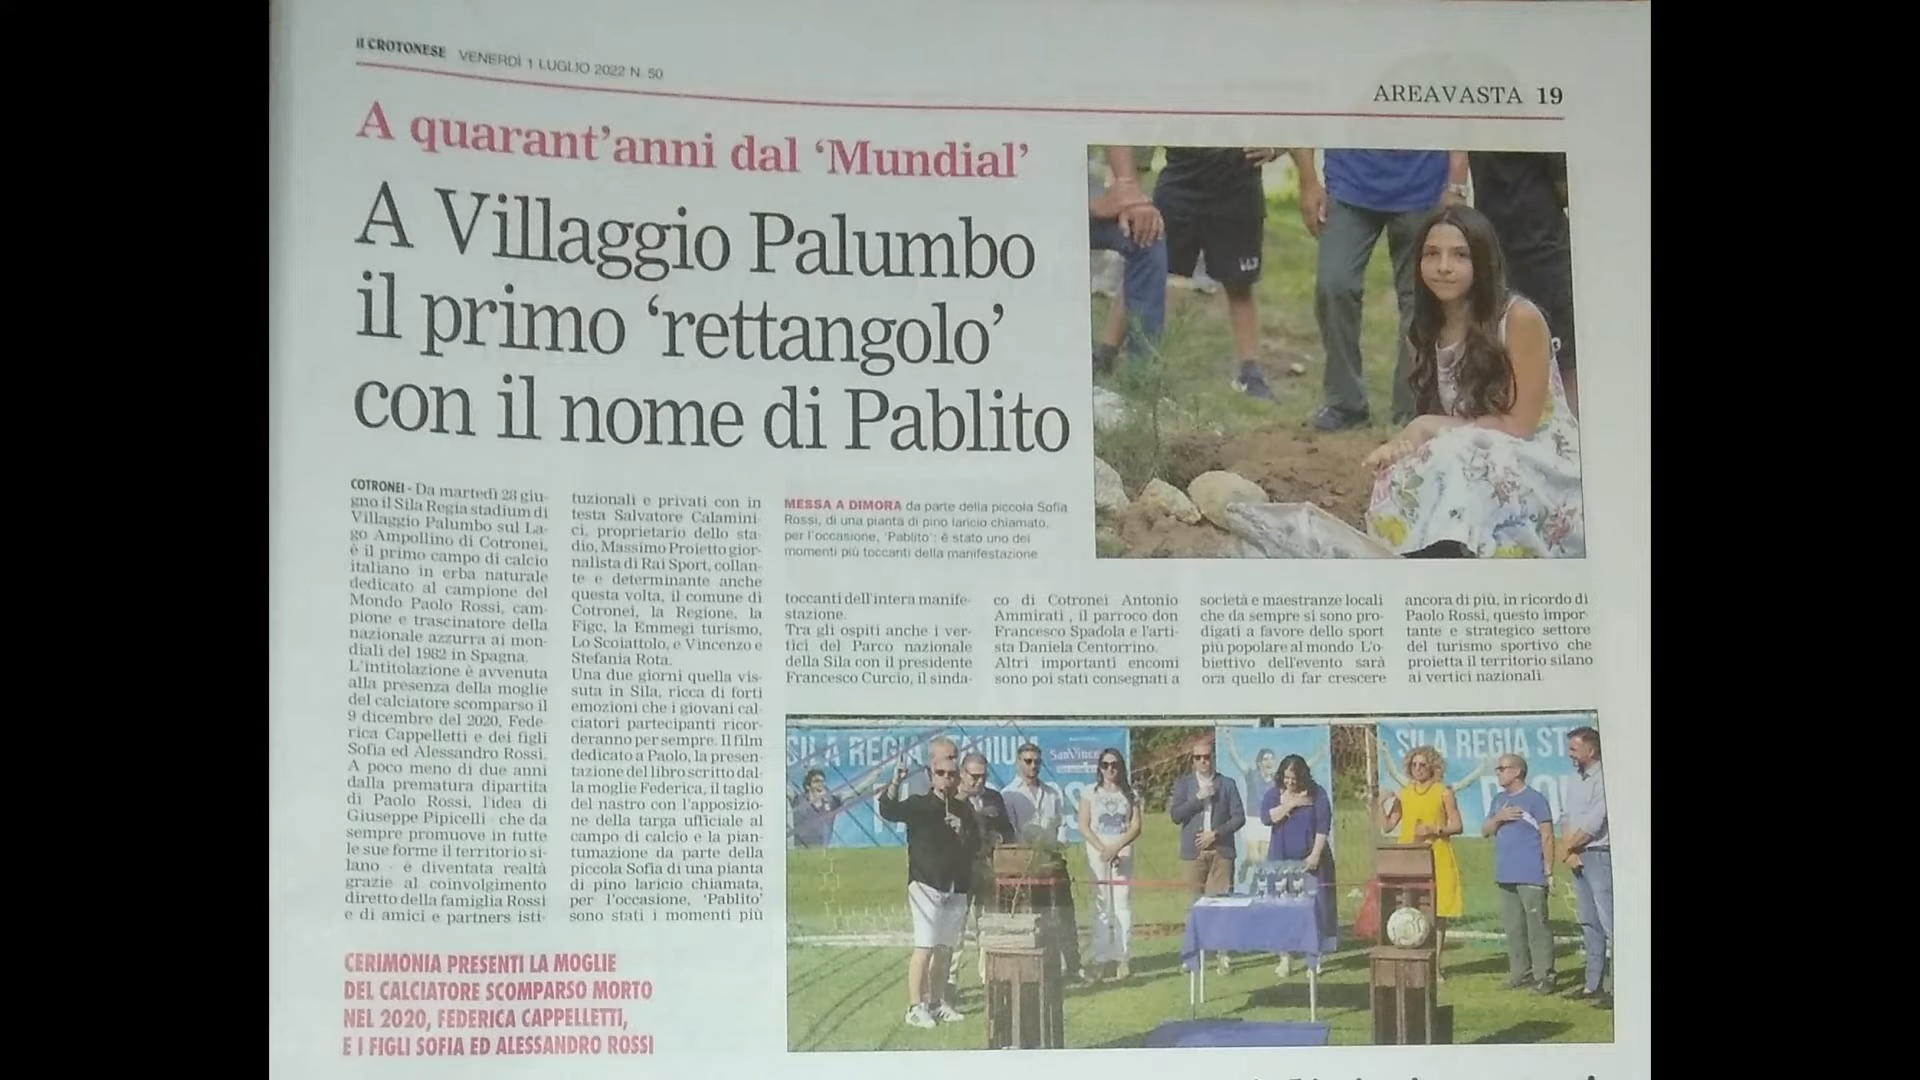 il CROTONESE VENERDÌ 1 LUGLIO 2022 N. 50
AREAVASTA 19
A quarant'anni dal 'Mundial'
A Villaggio Palumbo
il primo 'rettangolo'
con il nome di Pablito
COTRONEI - Da martedì 28 giu-
gno il Sila Regia stadium di
Villaggio Palumbo sul La-
go Ampollino di Cotronei,
è il primo campo di calcio
italiano in erba naturale
dedicato al campione del
Mondo Paolo Rossi, cam-
pione e trascinatore della
nazionale azzurra ai mon-
diali del 1982 in Spagna.
L'intitolazione è avvenuta
alla presenza della moglie
del calciatore scomparso il
9 dicembre del 2020, Fede-
rica Cappelletti e dei figli
Sofia ed Alessandro Rossi.
A poco meno di due anni
dalla prematura dipartita
di Paolo Rossi, l'idea di
Giuseppe Pipicelli - che da
sempre promuove in tutte
le sue forme il territorio si-
lano - è diventata realtà
grazie al coinvolgimento
diretto della famiglia Rossi
e di amici e partners isti-
tuzionali e privati con in
testa Salvatore Calamini-
ci, proprietario dello sta-
dio, Massimo Proietto gior-
nalista di Rai Sport, collan-
te e determinante anche
questa volta, il comune di
Cotronei, la Regione, la
Figc, la Emmegi turismo,
Lo Scoiattolo, e Vincenzo e
Stefania Rota.
Una due giorni quella vis-
suta in Sila, ricca di forti
emozioni che i giovani cal-
ciatori partecipanti ricor-
deranno per sempre. Il film
dedicato a Paolo, la presen-
tazione del libro scritto dal-
la moglie Federica, il taglio
del nastro con l'apposizio-
ne della targa ufficiale al
campo di calcio e la pian-
tumazione da parte della
piccola Sofia di una pianta
di pino laricio chiamata,
per l'occasione, 'Pablito'
sono stati i momenti più
MESSA A DIMORA da parte della piccola Sofia
Rossi, di una pianta di pino laricio chiamato,
per l'occasione, 'Pablito': è stato uno dei
momenti più toccanti della manifestazione
toccanti dell'intera manife-
stazione.
Tra gli ospiti anche i ver-
tici del Parco nazionale
della Sila con il presidente
Francesco Curcio, il sinda-
co di Cotronei Antonio
Ammirati , il parroco don
Francesco Spadola e l'arti-
sta Daniela Centorrino.
Altri importanti encomi
sono poi stati consegnati a
società e maestranze locali
che da sempre si sono pro-
digati a favore dello sport
più popolare al mondo L'o-
biettivo dell'evento sarà
ora quello di far crescere
ancora di più, in ricordo di
Paolo Rossi, questo impor-
tante e strategico settore
del turismo sportivo che
proietta il territorio silano
ai vertici nazionali.
SILA REGIA STADIUM
SanVincenzo
SILA REGIA ST
CERIMONIA PRESENTI LA MOGLIE
DEL CALCIATORE SCOMPARSO MORTO
NEL 2020, FEDERICA CAPPELLETTI,
E I FIGLI SOFIA ED ALESSANDRO ROSSI